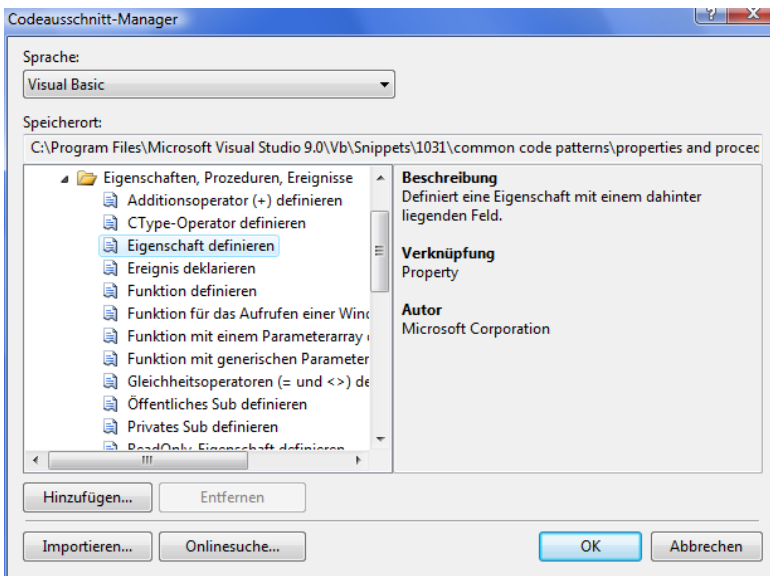 Codeausschnitt-Manager
Sprache:
Visual Basic
Speicherort:
C:\Program Files\Microsoft Visual Studio 9.0\Vb\Snippets\1031\common code patterns\properties and proced
Eigenschaften, Prozeduren, Ereignisse
Additionsoperator (+) definieren
CType-Operator definieren
Eigenschaft definieren
Ereignis deklarieren
Funktion definieren
Funktion für das Aufrufen einer Wind
Funktion mit einem Parameterarray
Funktion mit generischen Parameter
Gleichheitsoperatoren (= und <>) de
Öffentliches Sub definieren
Privates Sub definieren
ReadOnly-Eigenschaft definieren
Beschreibung
Definiert eine Eigenschaft mit einem dahinter
liegenden Feld.
Verknüpfung
Property
Autor
Microsoft Corporation
Hinzufügen...
Entfernen
Importieren...
Onlinesuche...
OK
Abbrechen